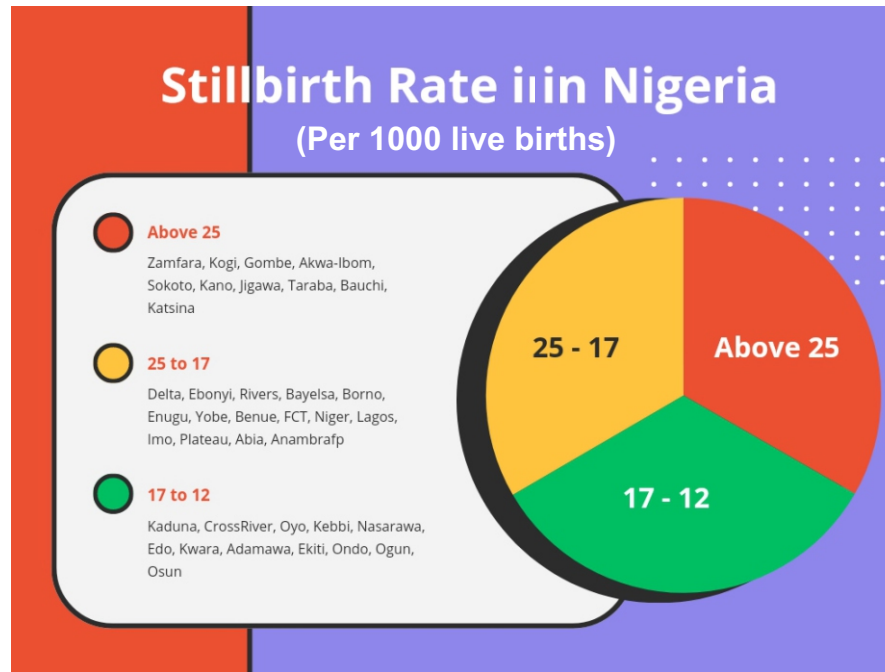 Stillbirth Rate iıin Nigeria
(Per 1000 live births)
Above 25
Zamfara, Kogi, Gombe, Akwa-Ibom,
Sokoto, Kano, Jigawa, Taraba, Bauchi,
Katsina
25 to 17
Delta, Ebonyi, Rivers, Bayelsa, Borno,
Enugu, Yobe, Benue, FCT, Niger, Lagos,
Imo, Plateau, Abia, Anambrafp
17 to 12
Kaduna, CrossRiver, Oyo, Kebbi, Nasarawa,
Edo, Kwara, Adamawa, Ekiti, Ondo, Ogun,
Osun
25 - 17
Above 25
17 - 12